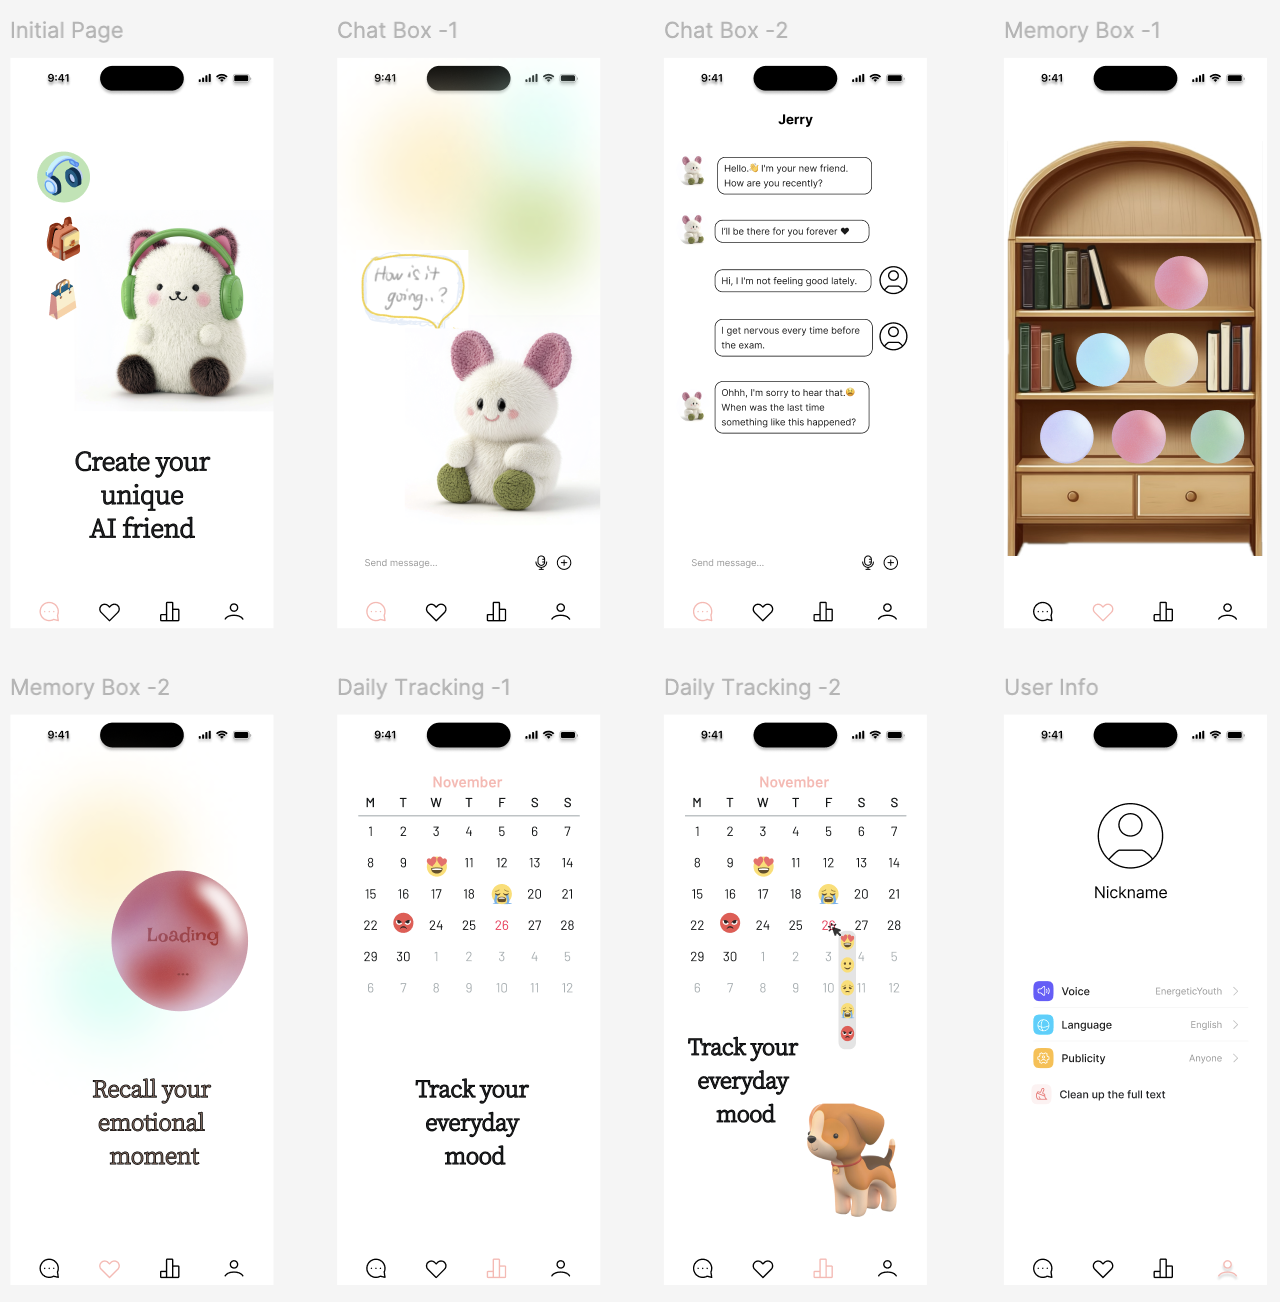 Initial Page
9:41
Create your
unique
AI friend
Chat Box -1
9:41
How is it
going..?
Send message...
Chat Box -2
9:41
Jerry
Hello.👋 I'm your new friend.
How are you recently?
I'll be there for you forever 🖤
Hi, I I'm not feeling good lately.
I get nervous every time before
the exam.
Ohhh, I'm sorry to hear that.😩
When was the last time
something like this happened?
Send message...
Memory Box -1
9:41
Memory Box -2
9:41
Loading
...
Recall your
emotional
moment
Daily Tracking -1
9:41
November
M T W T F S S
1 2 3 4 5 6 7
8 9 😍 11 12 13 14
15 16 17 18 😭 20 21
22 😡 24 25 26 27 28
29 30 1 2 3 4 5
6 7 8 9 10 11 12
Track your
everyday
mood
Daily Tracking -2
9:41
November
M T W T F S S
1 2 3 4 5 6 7
8 9 😍 11 12 13 14
15 16 17 18 😭 20 21
22 😡 24 25 26 27 28
29 30 1 2 3 4 5
6 7 8 9 10 11 12
Track your
everyday
mood
User Info
9:41
Nickname
Voice EnergeticYouth
Language English
Publicity Anyone
Clean up the full text